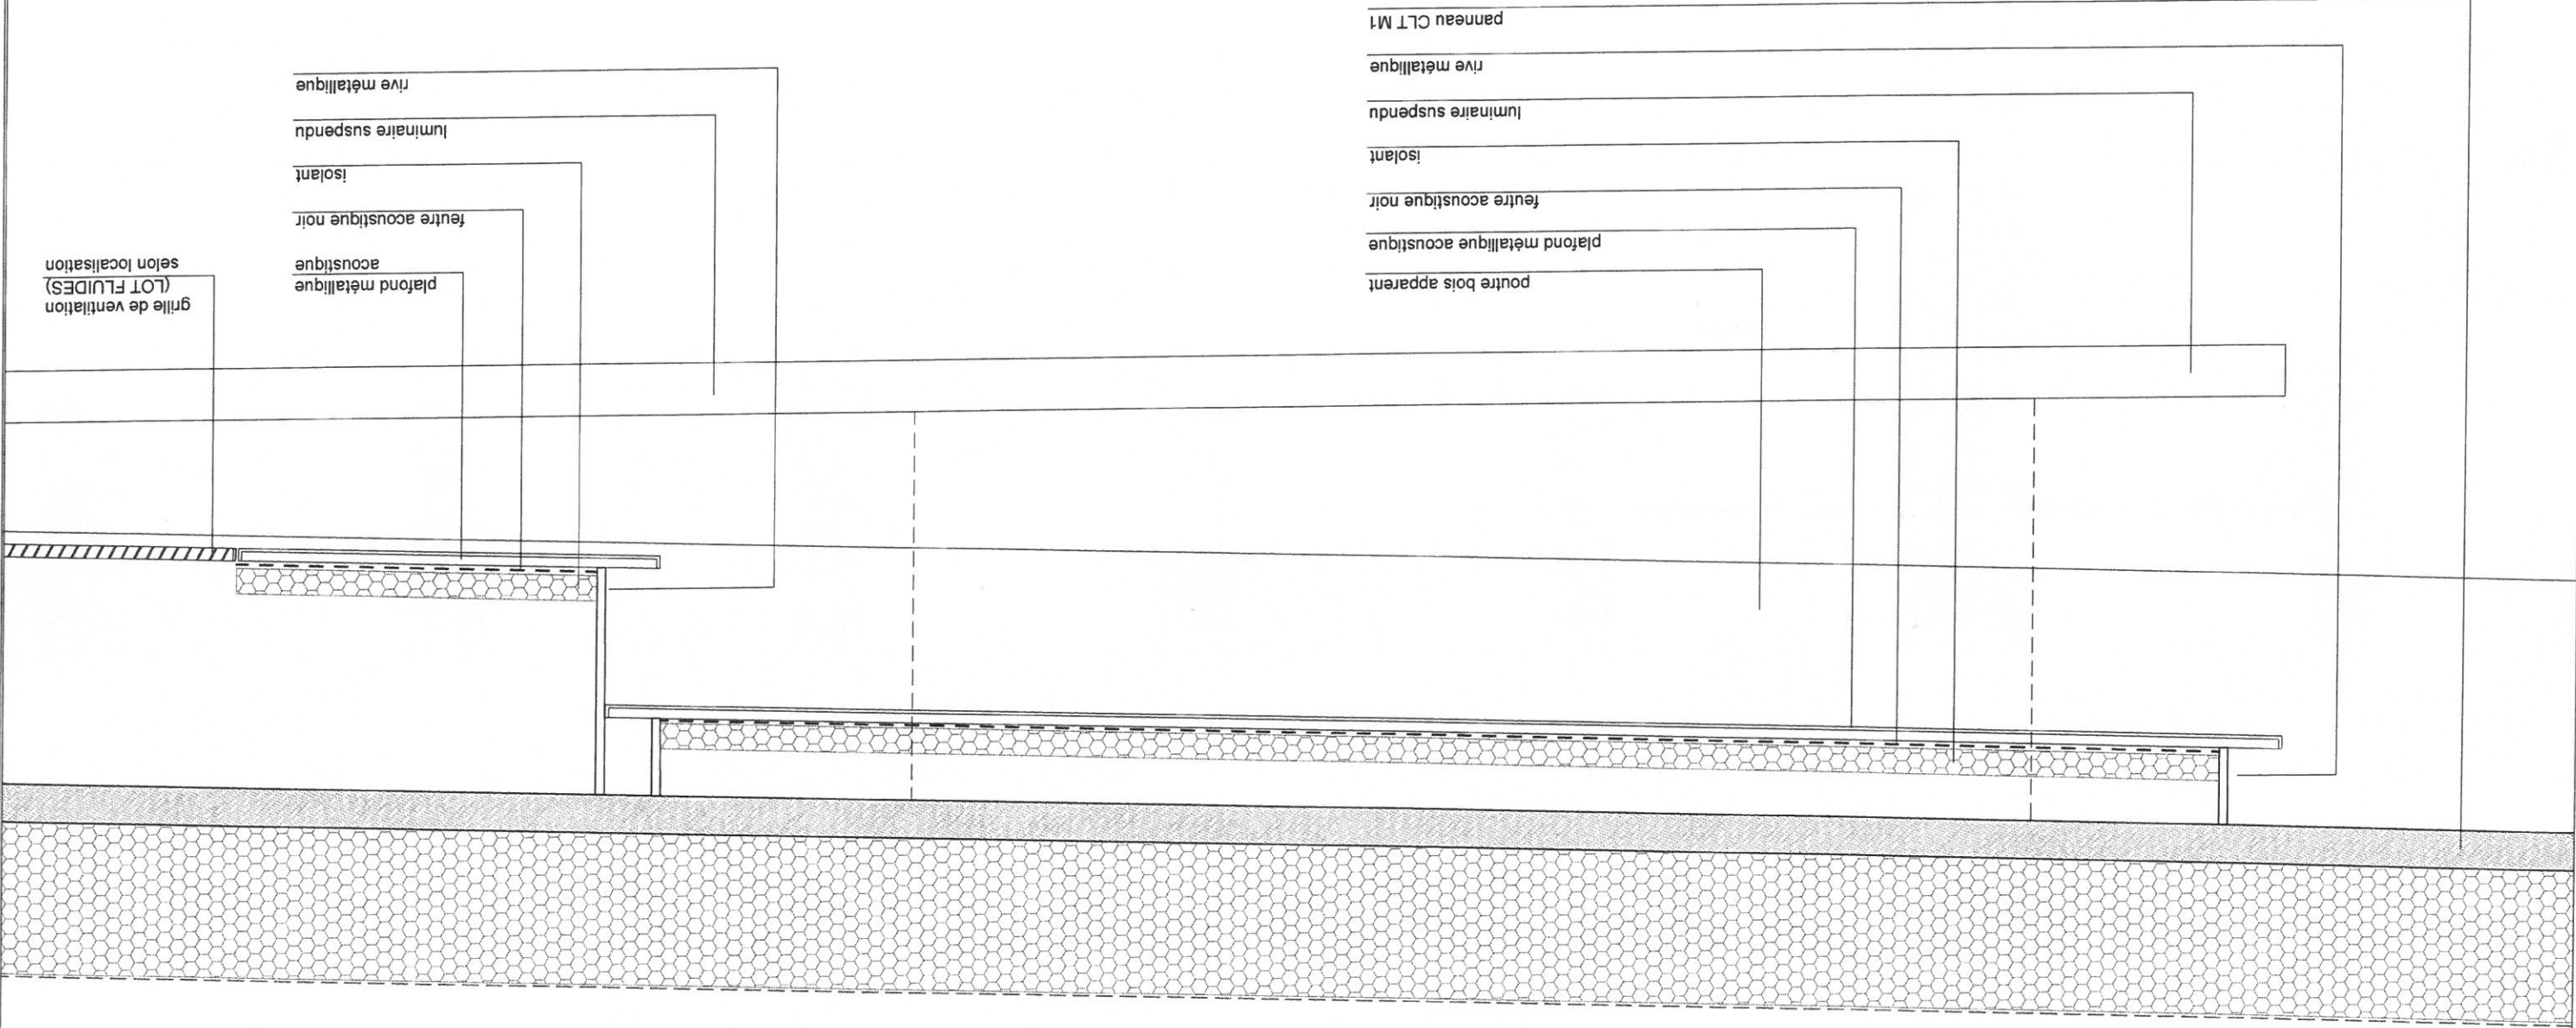 poutre bois apparent
plafond métallique acoustique
feutre acoustique noir
isolant
luminaire suspendu
rive métallique
panneau CLT M1
plafond métallique
acoustique
feutre acoustique noir
isolant
luminaire suspendu
rive métallique
grille de ventilation
(LOT FLUIDES)
selon localisation